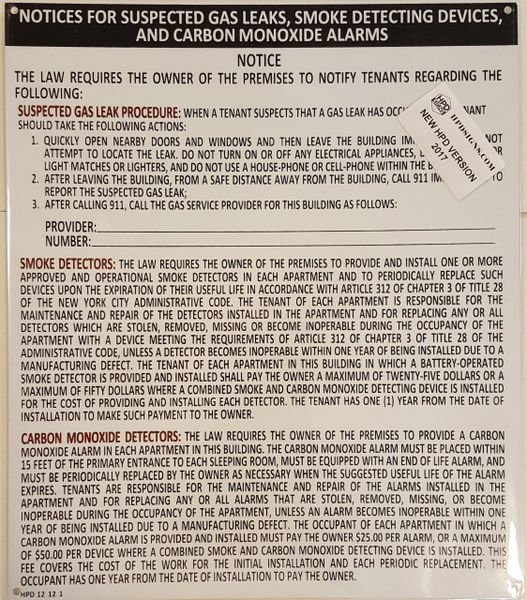 NOTICES FOR SUSPECTED GAS LEAKS, SMOKE DETECTING DEVICES,
AND CARBON MONOXIDE ALARMS
NOTICE
THE LAW REQUIRES THE OWNER OF THE PREMISES TO NOTIFY TENANTS REGARDING THE
FOLLOWING:
SUSPECTED GAS LEAK PROCEDURE: WHEN A TENANT SUSPECTS THAT A GAS LEAK HAS
SHOULD TAKE THE FOLLOWING ACTIONS:
1. QUICKLY OPEN NEARBY DOORS AND WINDOWS AND THEN LEAVE THE BUILDING NOT
ATTEMPT TO LOCATE THE LEAK. DO NOT TURN ON OR OFF ANY ELECTRICAL APPLIANCES, OR
LIGHT MATCHES OR LIGHTERS, AND DO NOT USE A HOUSE-PHONE OR CELL-PHONE WITHIN THE
2. AFTER LEAVING THE BUILDING, FROM A SAFE DISTANCE AWAY FROM THE BUILDING, CALL 911 TO
REPORT THE SUSPECTED GAS LEAK;
3. AFTER CALLING 911, CALL THE GAS SERVICE PROVIDER FOR THIS BUILDING AS FOLLOWS:
HPD SIGNS
HPDSIGNS.COM
NEW HPD VERSION
2017
PROVIDER:
NUMBER:
SMOKE DETECTORS: THE LAW REQUIRES THE OWNER OF THE PREMISES TO PROVIDE AND INSTALL ONE OR MORE
APPROVED AND OPERATIONAL SMOKE DETECTORS IN EACH APARTMENT AND TO PERIODICALLY REPLACE SUCH
DEVICES UPON THE EXPIRATION OF THEIR USEFUL LIFE IN ACCORDANCE WITH ARTICLE 312 OF CHAPTER 3 OF TITLE 28
OF THE NEW YORK CITY ADMINISTRATIVE CODE. THE TENANT OF EACH APARTMENT IS RESPONSIBLE FOR THE
MAINTENANCE AND REPAIR OF THE DETECTORS INSTALLED IN THE APARTMENT AND FOR REPLACING ANY OR ALL
DETECTORS WHICH ARE STOLEN, REMOVED, MISSING OR BECOME INOPERABLE DURING THE OCCUPANCY OF THE
APARTMENT WITH A DEVICE MEETING THE REQUIREMENTS OF ARTICLE 312 OF CHAPTER 3 OF TITLE 28 OF THE
ADMINISTRATIVE CODE, UNLESS A DETECTOR BECOMES INOPERABLE WITHIN ONE YEAR OF BEING INSTALLED DUE TO A
MANUFACTURING DEFECT. THE TENANT OF EACH APARTMENT IN THIS BUILDING IN WHICH A BATTERY-OPERATED
SMOKE DETECTOR IS PROVIDED AND INSTALLED SHALL PAY THE OWNER A MAXIMUM OF TWENTY-FIVE DOLLARS OR A
MAXIMUM OF FIFTY DOLLARS WHERE A COMBINED SMOKE AND CARBON MONOXIDE DETECTING DEVICE IS INSTALLED
FOR THE COST OF PROVIDING AND INSTALLING EACH DETECTOR. THE TENANT HAS ONE (1) YEAR FROM THE DATE OF
INSTALLATION TO MAKE SUCH PAYMENT TO THE OWNER.
CARBON MONOXIDE DETECTORS: THE LAW REQUIRES THE OWNER OF THE PREMISES TO PROVIDE A CARBON
MONOXIDE ALARM IN EACH APARTMENT IN THIS BUILDING. THE CARBON MONOXIDE ALARM MUST BE PLACED WITHIN
15 FEET OF THE PRIMARY ENTRANCE TO EACH SLEEPING ROOM, MUST BE EQUIPPED WITH AN END OF LIFE ALARM, AND
MUST BE PERIODICALLY REPLACED BY THE OWNER AS NECESSARY WHEN THE SUGGESTED USEFUL LIFE OF THE ALARM
EXPIRES. TENANTS ARE RESPONSIBLE FOR THE MAINTENANCE AND REPAIR OF THE ALARMS INSTALLED IN THE
APARTMENT AND FOR REPLACING ANY OR ALL ALARMS THAT ARE STOLEN, REMOVED, MISSING, OR BECOME
INOPERABLE DURING THE OCCUPANCY OF THE APARTMENT, UNLESS AN ALARM BECOMES INOPERABLE WITHIN ONE
YEAR OF BEING INSTALLED DUE TO A MANUFACTURING DEFECT. THE OCCUPANT OF EACH APARTMENT IN WHICH A
CARBON MONOXIDE ALARM IS PROVIDED AND INSTALLED MUST PAY THE OWNER $25.00 PER ALARM, OR A MAXIMUM
OF $50.00 PER DEVICE WHERE A COMBINED SMOKE AND CARBON MONOXIDE DETECTING DEVICE IS INSTALLED. THIS
FEE COVERS THE COST OF THE WORK FOR THE INITIAL INSTALLATION AND EACH PERIODIC REPLACEMENT. THE
OCCUPANT HAS ONE YEAR FROM THE DATE OF INSTALLATION TO PAY THE OWNER.
HPD 12 12 1